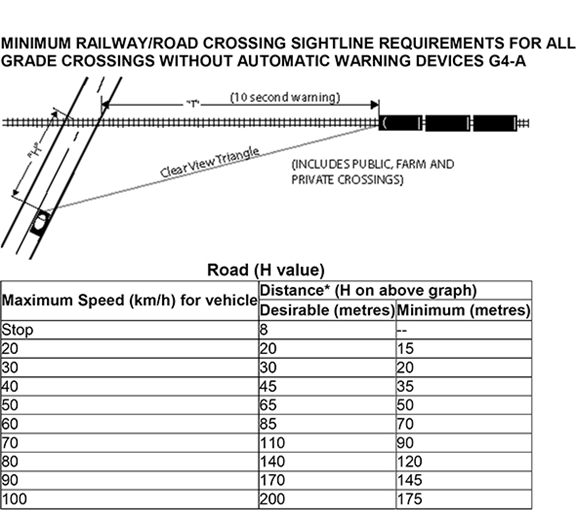 MINIMUM RAILWAY/ROAD CROSSING SIGHTLINE REQUIREMENTS FOR ALL
GRADE CROSSINGS WITHOUT AUTOMATIC WARNING DEVICES G4-A
"T" (10 second warning)
"H"
Clear View Triangle
(INCLUDES PUBLIC, FARM AND
PRIVATE CROSSINGS)
Road (H value)
Maximum Speed (km/h) for vehicle Distance* (H on above graph)
Desirable (metres) Minimum (metres)
Stop 8 --
20 20 15
30 30 20
40 45 35
50 65 50
60 85 70
70 110 90
80 140 120
90 170 145
100 200 175